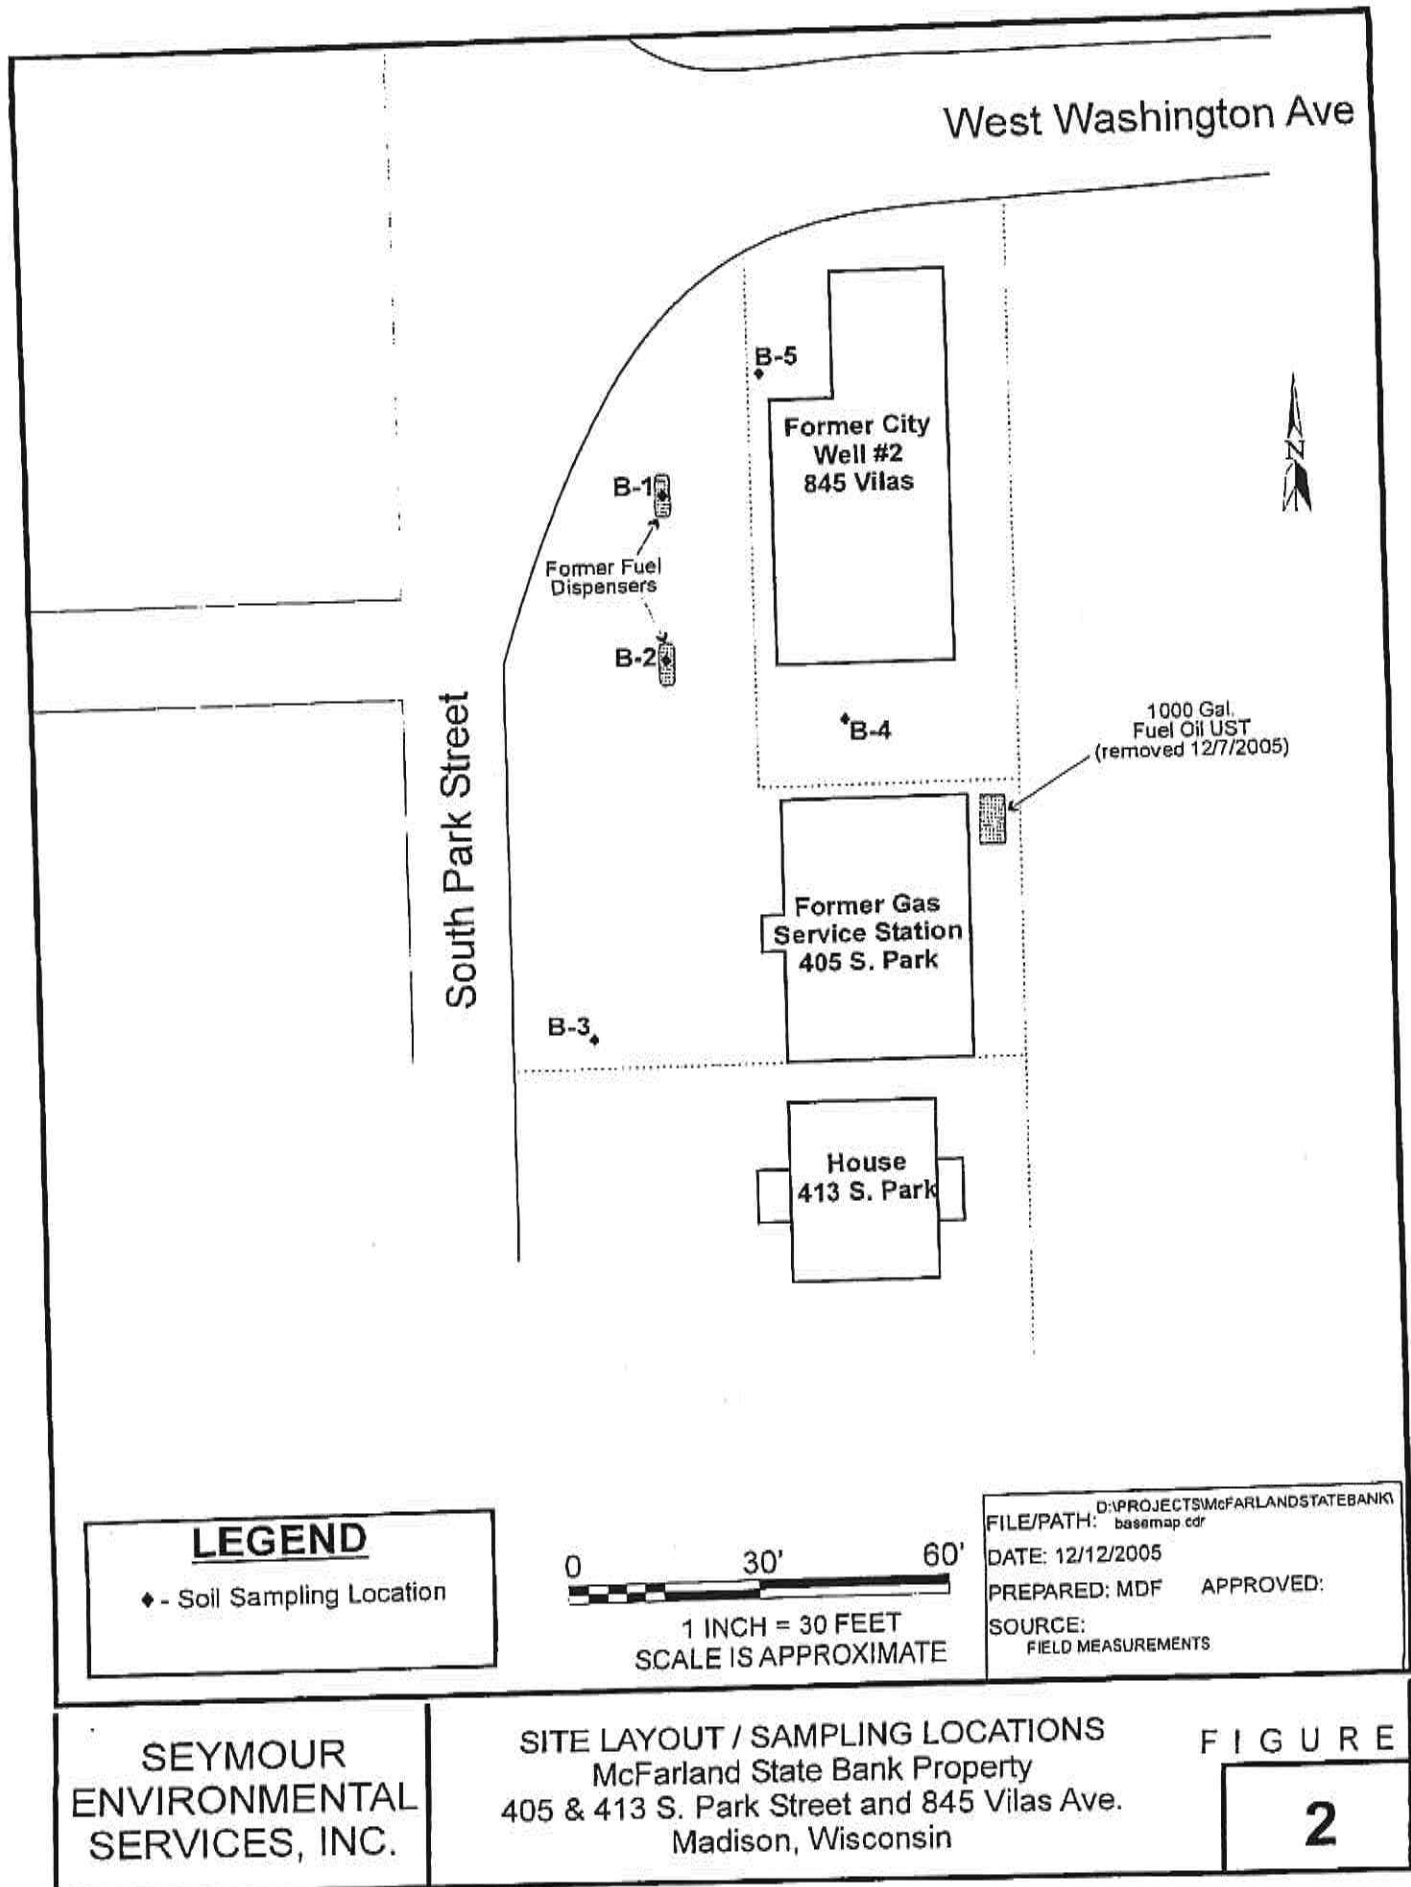 West Washington Ave
B-5
Former City
Well #2
845 Vilas
N
B-1
Former Fuel
Dispensers
B-2
B-4
1000 Gal.
Fuel Oil UST
(removed 12/7/2005)
South Park Street
Former Gas
Service Station
405 S. Park
B-3
House
413 S. Park
LEGEND
♦ - Soil Sampling Location
0 30' 60'
1 INCH = 30 FEET
SCALE IS APPROXIMATE
D:\PROJECTS\McFARLANDSTATEBANK\
FILE/PATH: basemap.cdr
DATE: 12/12/2005
PREPARED: MDF APPROVED:
SOURCE:
FIELD MEASUREMENTS
SEYMOUR
ENVIRONMENTAL
SERVICES, INC.
SITE LAYOUT / SAMPLING LOCATIONS
McFarland State Bank Property
405 & 413 S. Park Street and 845 Vilas Ave.
Madison, Wisconsin
FIGURE
2